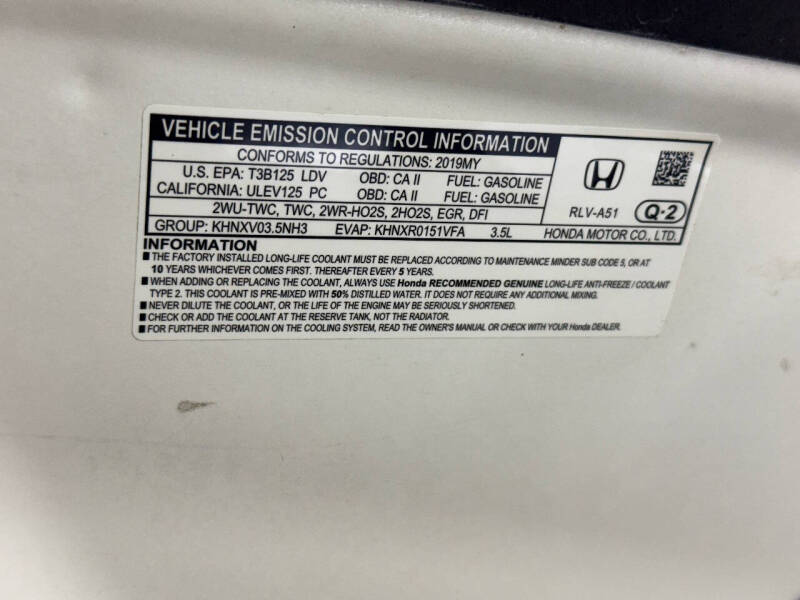 VEHICLE EMISSION CONTROL INFORMATION
CONFORMS TO REGULATIONS: 2019MY
U.S. EPA: T3B125 LDV OBD: CA II FUEL: GASOLINE
CALIFORNIA: ULEV125 PC OBD: CA II FUEL: GASOLINE
2WU-TWC, TWC, 2WR-HO2S, 2HO2S, EGR, DFI
GROUP: KHNXV03.5NH3 EVAP: KHNXR0151VFA 3.5L
RLV-A51 Q-2
HONDA MOTOR CO., LTD.
INFORMATION
■ THE FACTORY INSTALLED LONG-LIFE COOLANT MUST BE REPLACED ACCORDING TO MAINTENANCE MINDER SUB CODE 5, OR AT
10 YEARS WHICHEVER COMES FIRST. THEREAFTER EVERY 5 YEARS.
■ WHEN ADDING OR REPLACING THE COOLANT, ALWAYS USE Honda RECOMMENDED GENUINE LONG-LIFE ANTI-FREEZE / COOLANT
TYPE 2. THIS COOLANT IS PRE-MIXED WITH 50% DISTILLED WATER. IT DOES NOT REQUIRE ANY ADDITIONAL MIXING.
■ NEVER DILUTE THE COOLANT, OR THE LIFE OF THE ENGINE MAY BE SERIOUSLY SHORTENED.
■ CHECK OR ADD THE COOLANT AT THE RESERVE TANK, NOT THE RADIATOR.
■ FOR FURTHER INFORMATION ON THE COOLING SYSTEM, READ THE OWNER'S MANUAL OR CHECK WITH YOUR Honda DEALER.